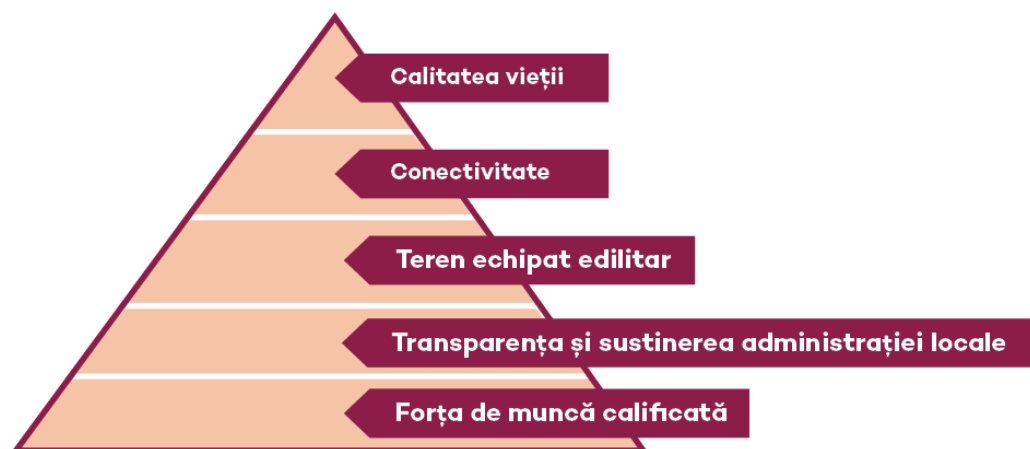 Calitatea vieții
Conectivitate
Teren echipat edilitar
Transparența și sustinerea administrației locale
Forța de muncă calificată